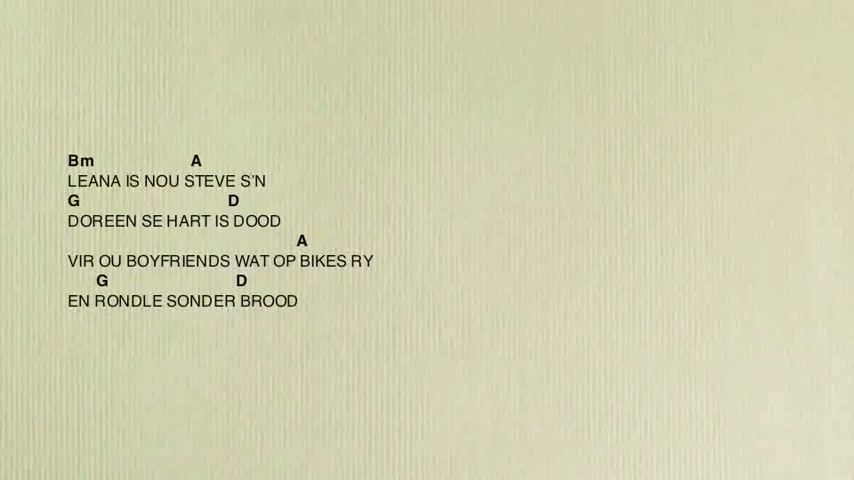 Bm A
LEANA IS NOU STEVE S'N
G D
DOREEN SE HART IS DOOD
A
VIR OU BOYFRIENDS WAT OP BIKES RY
G D
EN RONDLE SONDER BROOD